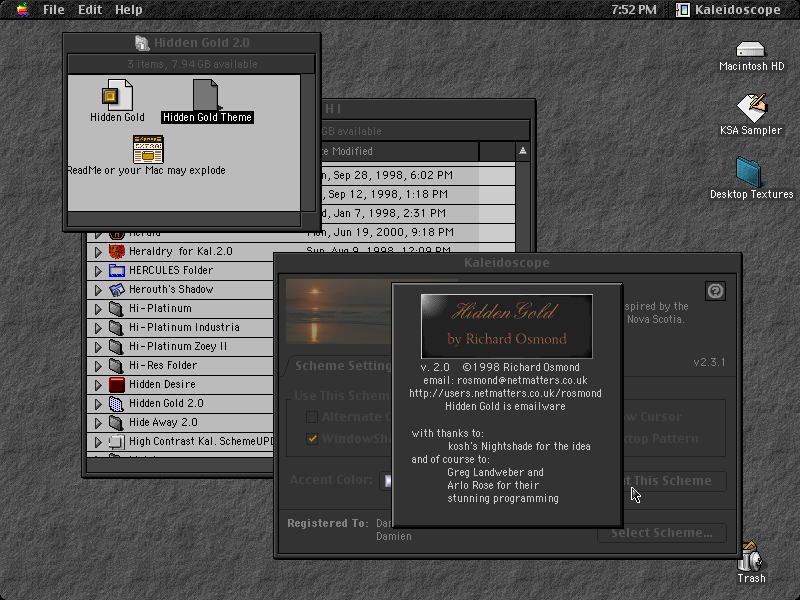 File Edit Help
7:52 PM
Kaleidoscope
Hidden Gold 2.0
3 items, 7.94 GB available
Hidden Gold
Hidden Gold Theme
ReadMe or your Mac may explode
Macintosh HD
KSA Sampler
Desktop Textures
Trash
H I
GB available
te Modified
n, Sep 28, 1998, 6:02 PM
, Sep 12, 1998, 1:18 PM
d, Jan 7, 1998, 2:31 PM
Herald
Mon, Jun 19, 2000, 9:18 PM
Heraldry for Kal.2.0
Sun, Aug 9, 1998, 12:09 PM
HERCULES Folder
Herouth's Shadow
Hi-Platinum
Hi-Platinum Industria
Hi-Platinum Zoey II
Hi-Res Folder
Hidden Desire
Hidden Gold 2.0
Hide Away 2.0
High Contrast Kal. SchemeUPD
Kaleidoscope
spired by the
Nova Scotia.
v2.3.1
Scheme Setting
Use This Schem
Alternate C
WindowSha
ow Cursor
ktop Pattern
Accent Color:
ut This Scheme
Registered To: Dan
Damien
Select Scheme...
Hidden Gold
by Richard Osmond
v. 2.0 ©1998 Richard Osmond
email: rosmond@netmatters.co.uk
http://users.netmatters.co.uk/rosmond
Hidden Gold is emailware
with thanks to:
kosh's Nightshade for the idea
and of course to:
Greg Landweber and
Arlo Rose for their
stunning programming